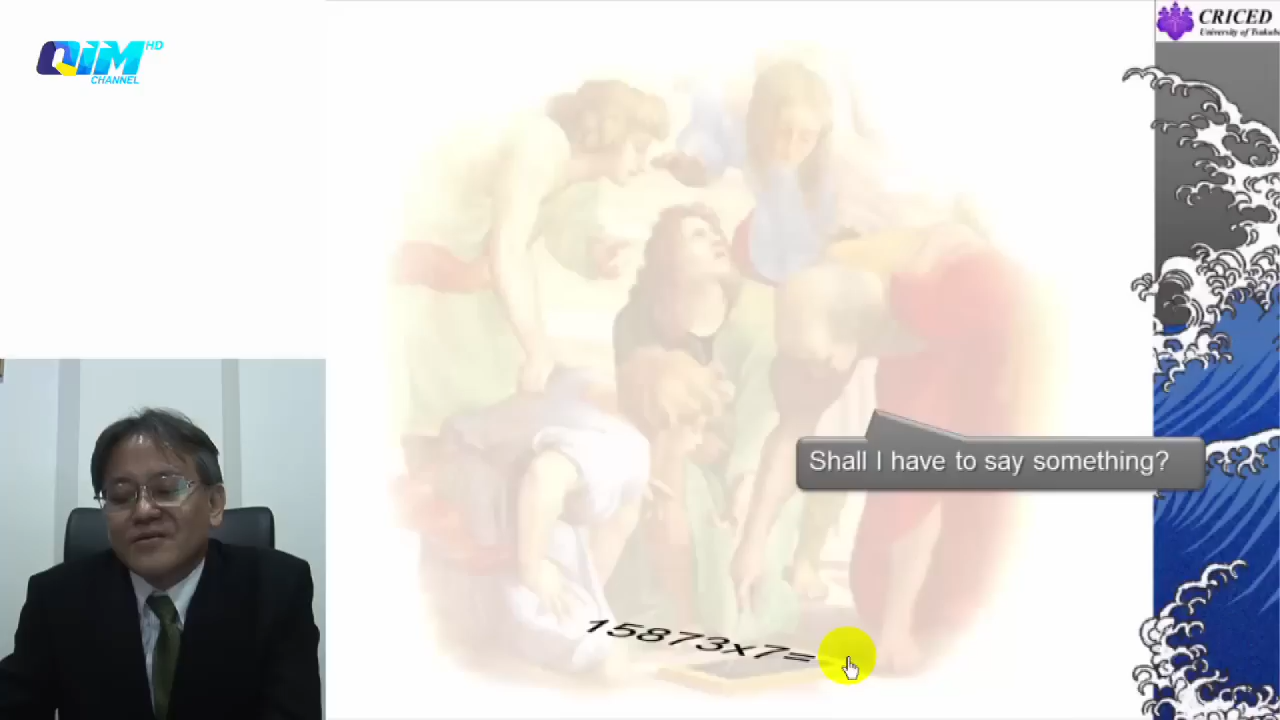 QIM HD
CHANNEL
CRICED
University of Tsukuba
Shall I have to say something?
15873x7=